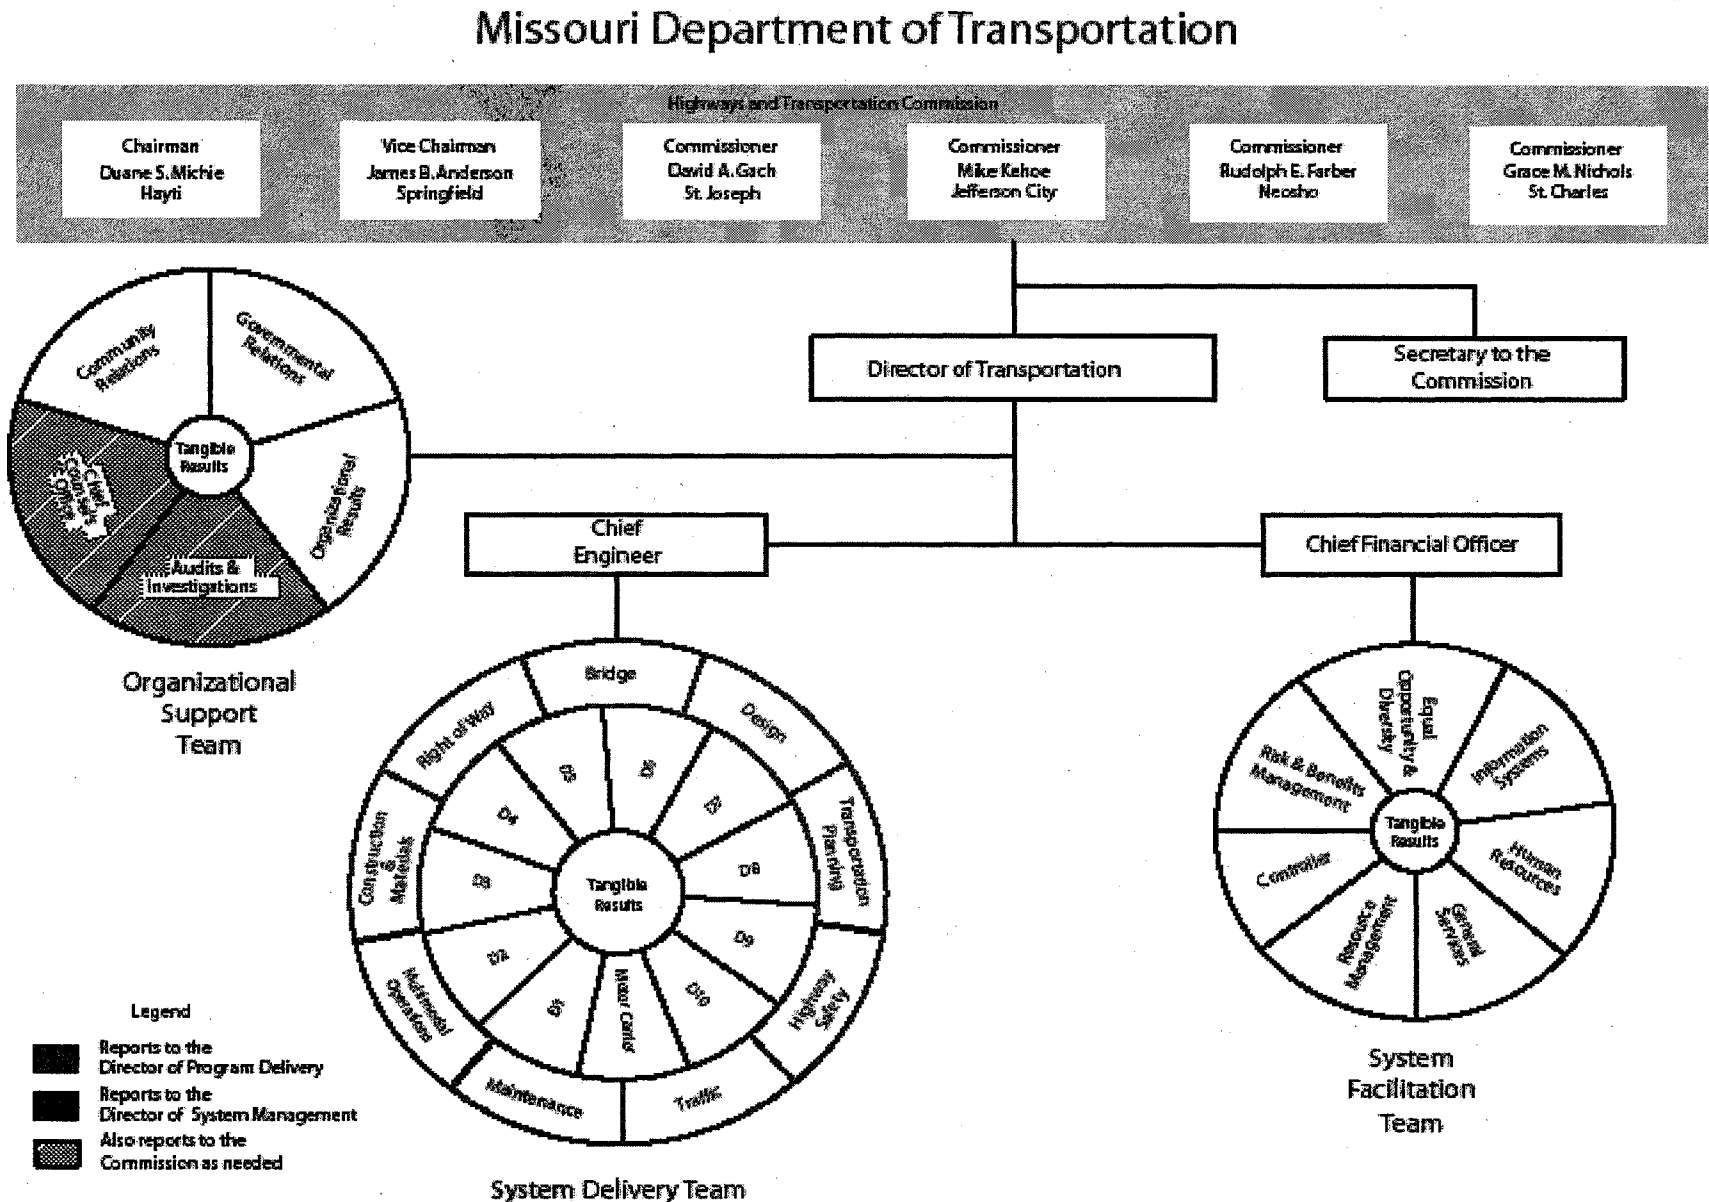 Missouri Department of Transportation
Highways and Transportation Commission
Chairman
Duane S. Michie
Hayti
Vice Chairman
James B. Anderson
Springfield
Commissioner
David A. Gach
St. Joseph
Commissioner
Mike Kehoe
Jefferson City
Commissioner
Rudolph E. Farber
Neosho
Commissioner
Grace M. Nichols
St. Charles
Director of Transportation
Secretary to the
Commission
Community
Relations
Governmental
Relations
Organizational
Results
Audits &
Investigations
Chief
Counsel's
Office
Tangible
Results
Organizational
Support
Team
Chief
Engineer
Chief Financial Officer
Bridge
Design
Transportation
Planning
Highway
Safety
Traffic
Maintenance
Multimodal
Operations
Construction
&
Materials
Right of Way
D7
D8
D9
D10
Motor Carrier
D1
D2
D3
D4
Tangible
Results
System Delivery Team
Equal
Opportunity &
Diversity
Information
Systems
Human
Resources
General
Services
Resource
Management
Controller
Risk & Benefits
Management
Tangible
Results
System
Facilitation
Team
Legend
Reports to the
Director of Program Delivery
Reports to the
Director of System Management
Also reports to the
Commission as needed